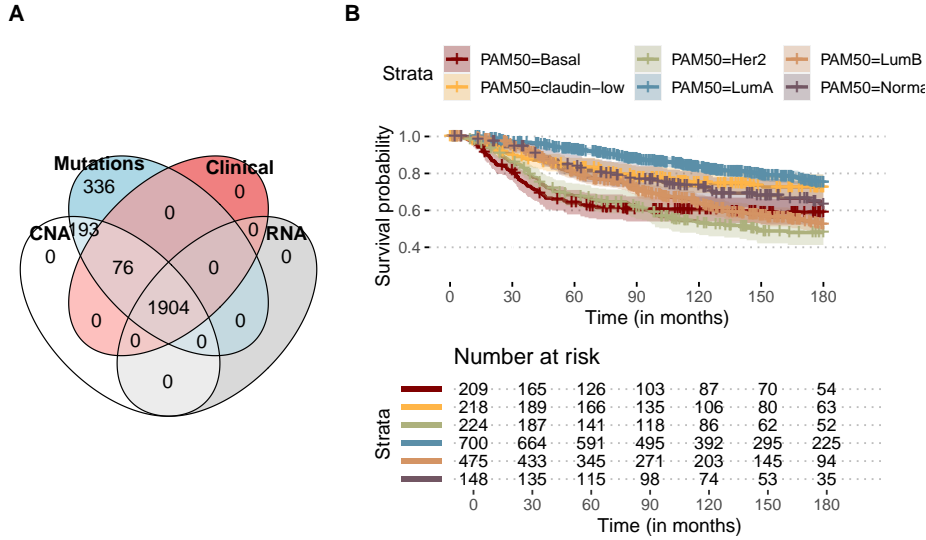 A
Mutations
Clinical
336
0
0
CNA
193
0
RNA
0
76
0
0
1904
0
0
0
0
0
B
Strata
PAM50=Basal
PAM50=Her2
PAM50=LumB
PAM50=claudin-low
PAM50=LumA
PAM50=Norma
Survival probability
1.0
0.8
0.6
0.4
0 30 60 90 120 150 180
Time (in months)
Number at risk
Strata
209 165 126 103 87 70 54
218 189 166 135 106 80 63
224 187 141 118 86 62 52
700 664 591 495 392 295 225
475 433 345 271 203 145 94
148 135 115 98 74 53 35
0 30 60 90 120 150 180
Time (in months)